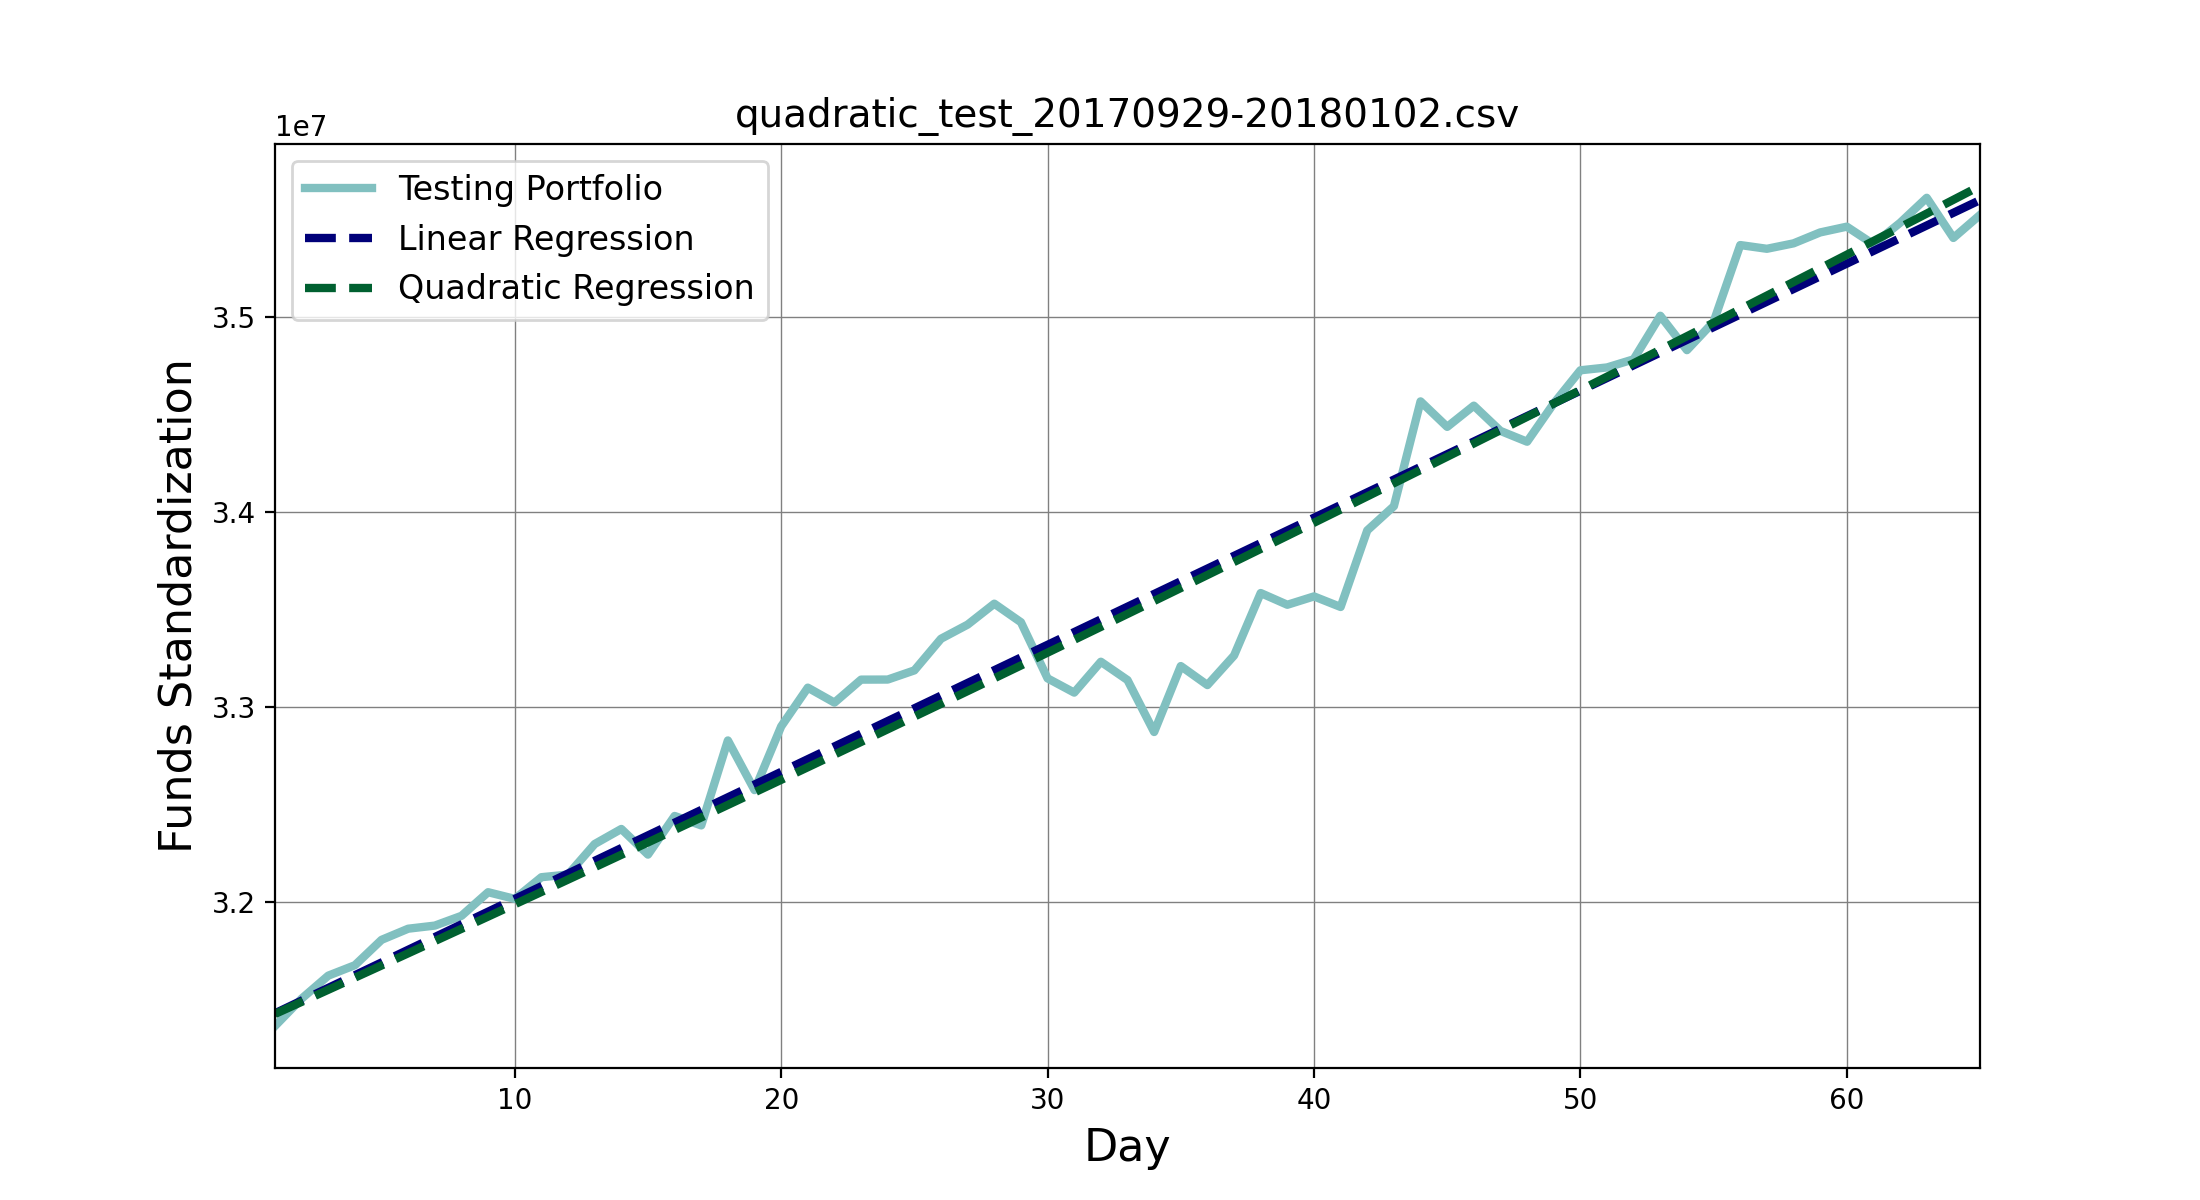 quadratic_test_20170929-20180102.csv
1e7
Testing Portfolio
Linear Regression
Quadratic Regression
3.5
3.4
3.3
3.2
Funds Standardization
10 20 30 40 50 60
Day